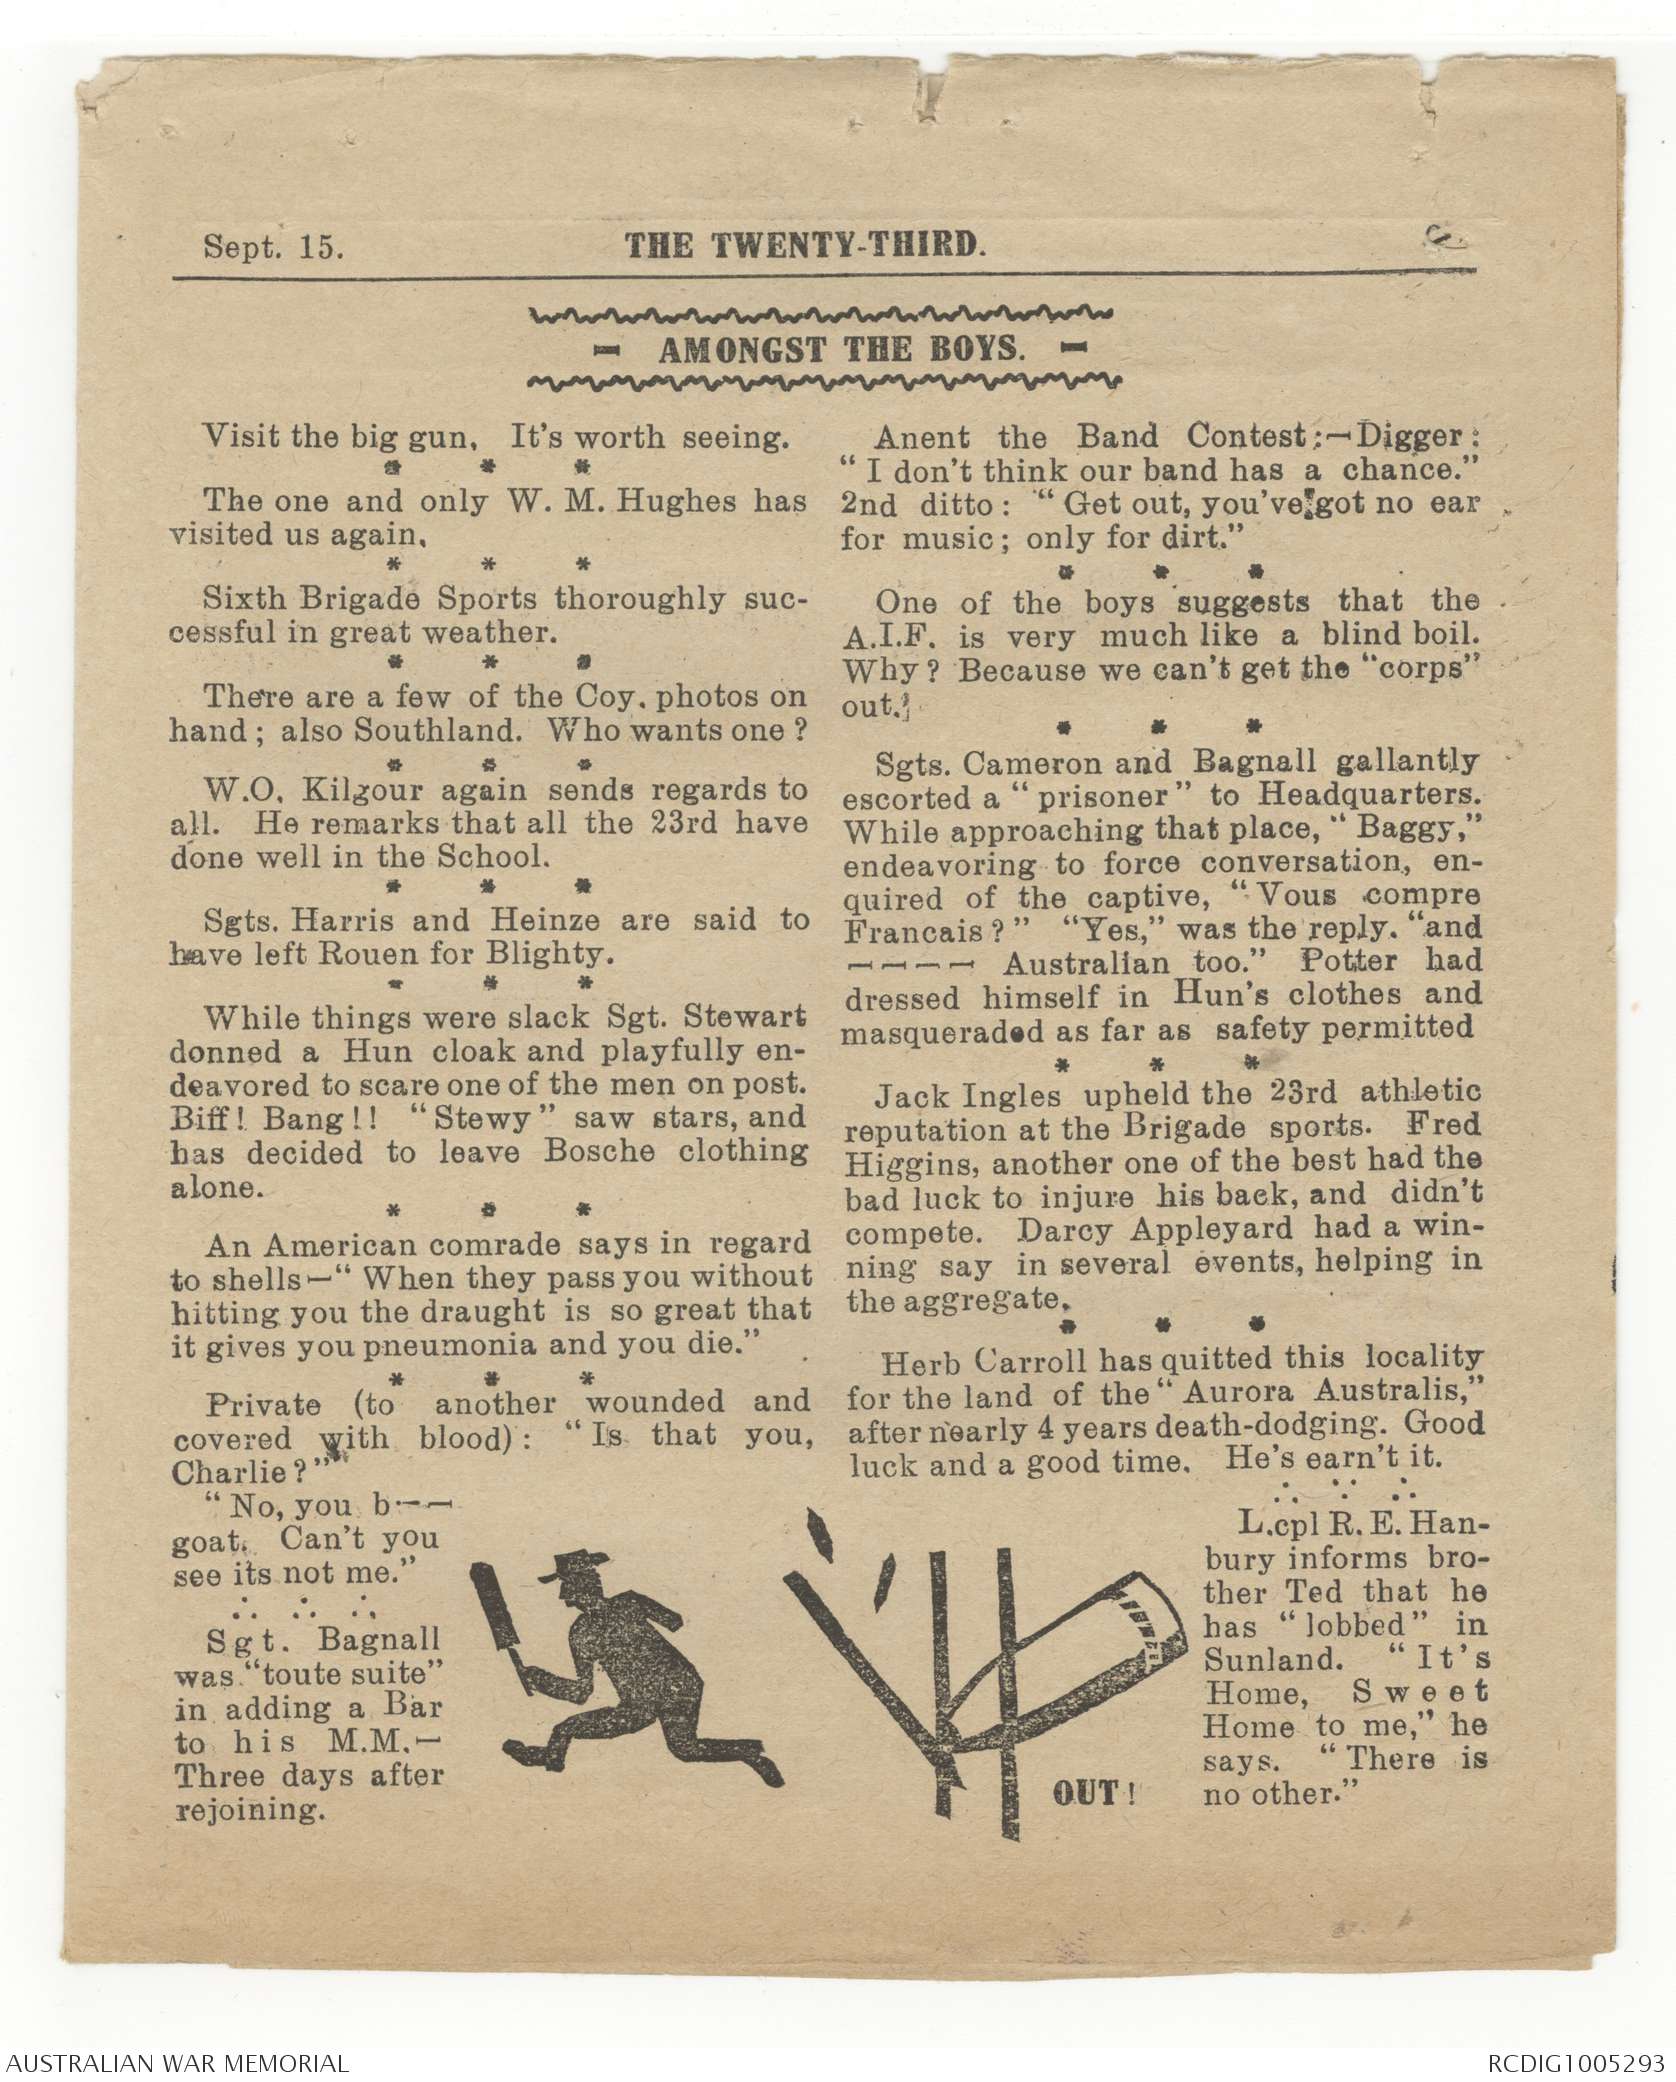 Sept. 15.
THE TWENTY-THIRD.
- AMONGST THE BOYS. -
Visit the big gun. It's worth seeing.
* * *
The one and only W. M. Hughes has
visited us again.
* * *
Sixth Brigade Sports thoroughly suc-
cessful in great weather.
* * *
There are a few of the Coy. photos on
hand; also Southland. Who wants one?
* * *
W.O. Kilgour again sends regards to
all. He remarks that all the 23rd have
done well in the School.
* * *
Sgts. Harris and Heinze are said to
have left Rouen for Blighty.
* * *
While things were slack Sgt. Stewart
donned a Hun cloak and playfully en-
deavored to scare one of the men on post.
Biff! Bang!! "Stewy" saw stars, and
has decided to leave Bosche clothing
alone.
* * *
An American comrade says in regard
to shells—"When they pass you without
hitting you the draught is so great that
it gives you pneumonia and you die."
* * *
Private (to another wounded and
covered with blood): "Is that you,
Charlie?"
"No, you b---
goat. Can't you
see its not me."
∴ ∵ ∴
Sgt. Bagnall
was "toute suite"
in adding a Bar
to his M.M.—
Three days after
rejoining.
Anent the Band Contest:—Digger:
"I don't think our band has a chance."
2nd ditto: "Get out, you've got no ear
for music; only for dirt."
* * *
One of the boys suggests that the
A.I.F. is very much like a blind boil.
Why? Because we can't get the "corps"
out.
* * *
Sgts. Cameron and Bagnall gallantly
escorted a "prisoner" to Headquarters.
While approaching that place, "Baggy,"
endeavoring to force conversation, en-
quired of the captive, "Vous compre
Francais?" "Yes," was the reply. "and
---- Australian too." Potter had
dressed himself in Hun's clothes and
masqueraded as far as safety permitted
* * *
Jack Ingles upheld the 23rd athletic
reputation at the Brigade sports. Fred
Higgins, another one of the best had the
bad luck to injure his back, and didn't
compete. Darcy Appleyard had a win-
ning say in several events, helping in
the aggregate.
* * *
Herb Carroll has quitted this locality
for the land of the "Aurora Australis,"
after nearly 4 years death-dodging. Good
luck and a good time. He's earn't it.
∴ ∵ ∴
L.cpl R. E. Han-
bury informs bro-
ther Ted that he
has "lobbed" in
Sunland. "It's
Home, Sweet
Home to me," he
says. "There is
no other."
OUT!
AUSTRALIAN WAR MEMORIAL
RCDIG1005293